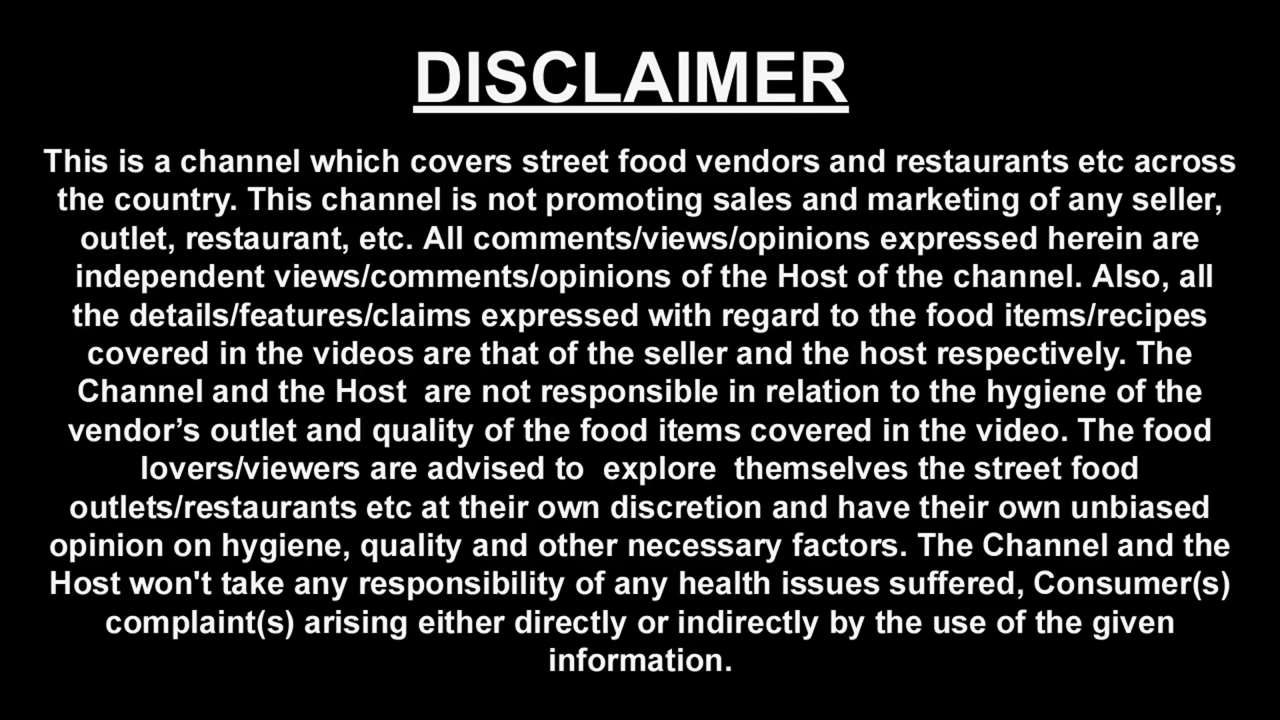 DISCLAIMER
This is a channel which covers street food vendors and restaurants etc across
the country. This channel is not promoting sales and marketing of any seller,
outlet, restaurant, etc. All comments/views/opinions expressed herein are
independent views/comments/opinions of the Host of the channel. Also, all
the details/features/claims expressed with regard to the food items/recipes
covered in the videos are that of the seller and the host respectively. The
Channel and the Host  are not responsible in relation to the hygiene of the
vendor’s outlet and quality of the food items covered in the video. The food
lovers/viewers are advised to  explore  themselves the street food
outlets/restaurants etc at their own discretion and have their own unbiased
opinion on hygiene, quality and other necessary factors. The Channel and the
Host won't take any responsibility of any health issues suffered, Consumer(s)
complaint(s) arising either directly or indirectly by the use of the given
information.